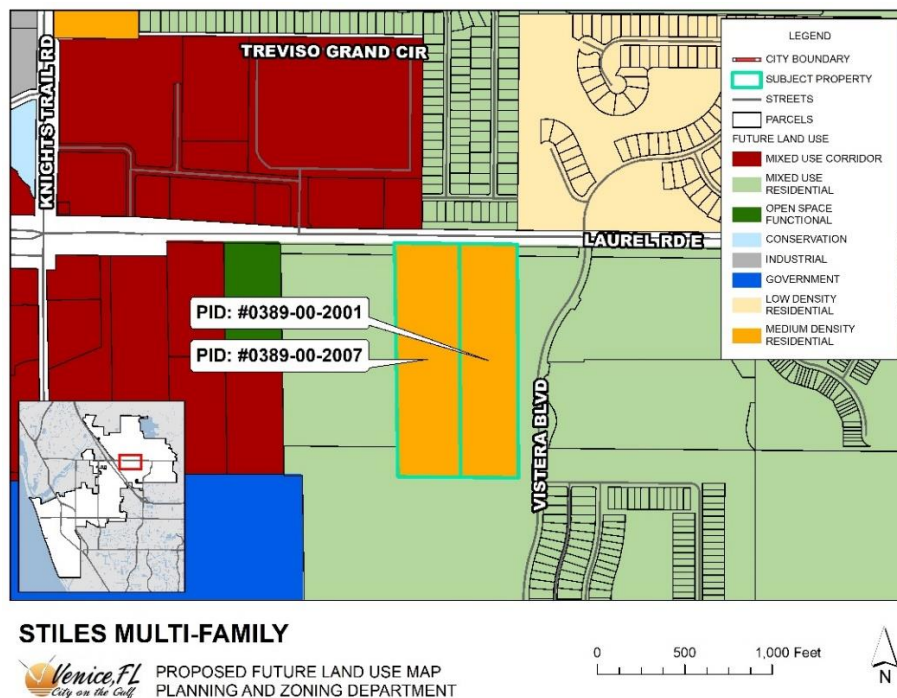 TREVISO GRAND CIR
KNIGHTS TRAIL RD
LAUREL RD E
PID: #0389-00-2001
PID: #0389-00-2007
VISTERA BLVD
LEGEND
CITY BOUNDARY
SUBJECT PROPERTY
STREETS
PARCELS
FUTURE LAND USE
MIXED USE CORRIDOR
MIXED USE
RESIDENTIAL
OPEN SPACE
FUNCTIONAL
CONSERVATION
INDUSTRIAL
GOVERNMENT
LOW DENSITY
RESIDENTIAL
MEDIUM DENSITY
RESIDENTIAL
STILES MULTI-FAMILY
Venice, FL
City on the Gulf
PROPOSED FUTURE LAND USE MAP
PLANNING AND ZONING DEPARTMENT
0 500 1,000 Feet
N